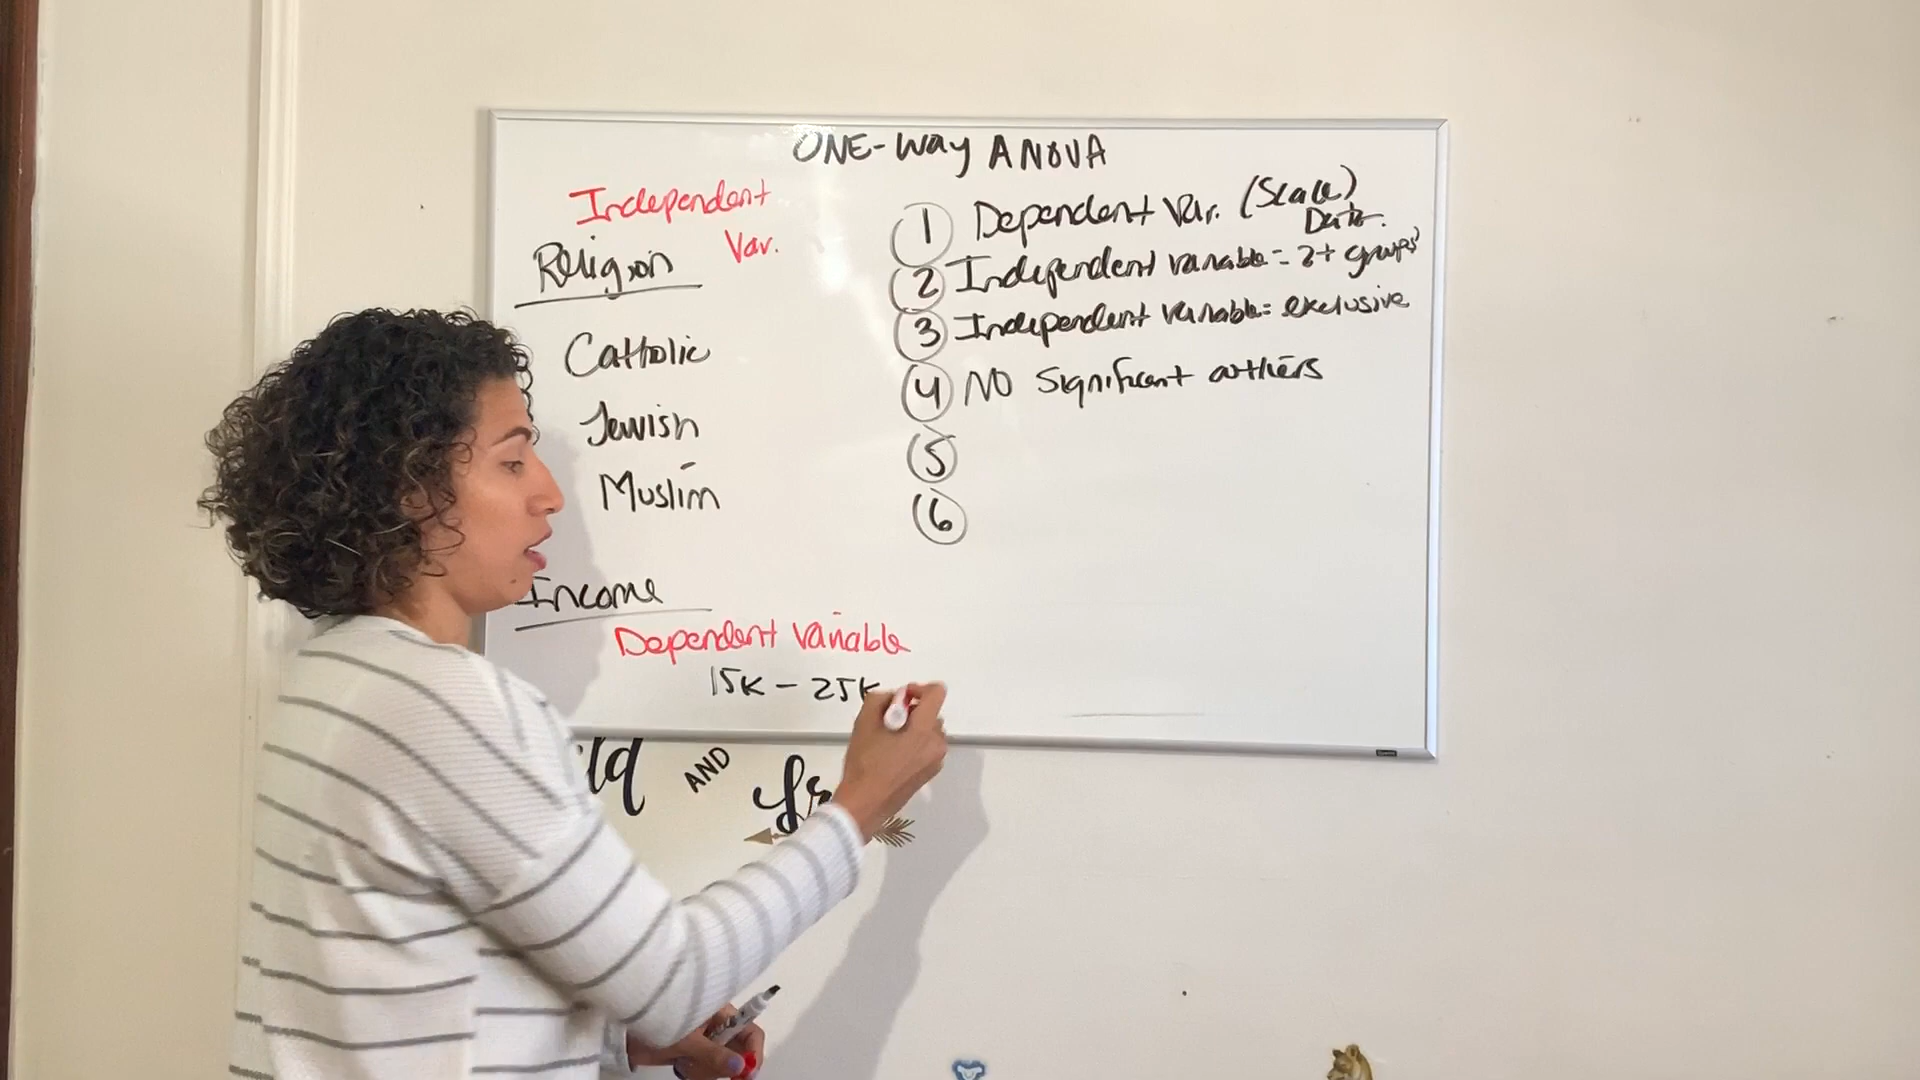 ONE-Way ANOVA
Independent
Var.
Religion
Catholic
Jewish
Muslim
Income
Dependent Variable
15K - 25K
1 Dependent Var. (Scale)
Data.
2 Independent variable = 2+ groups
3 Independent variable = exclusive
4 NO Significant outliers
5
6
AND